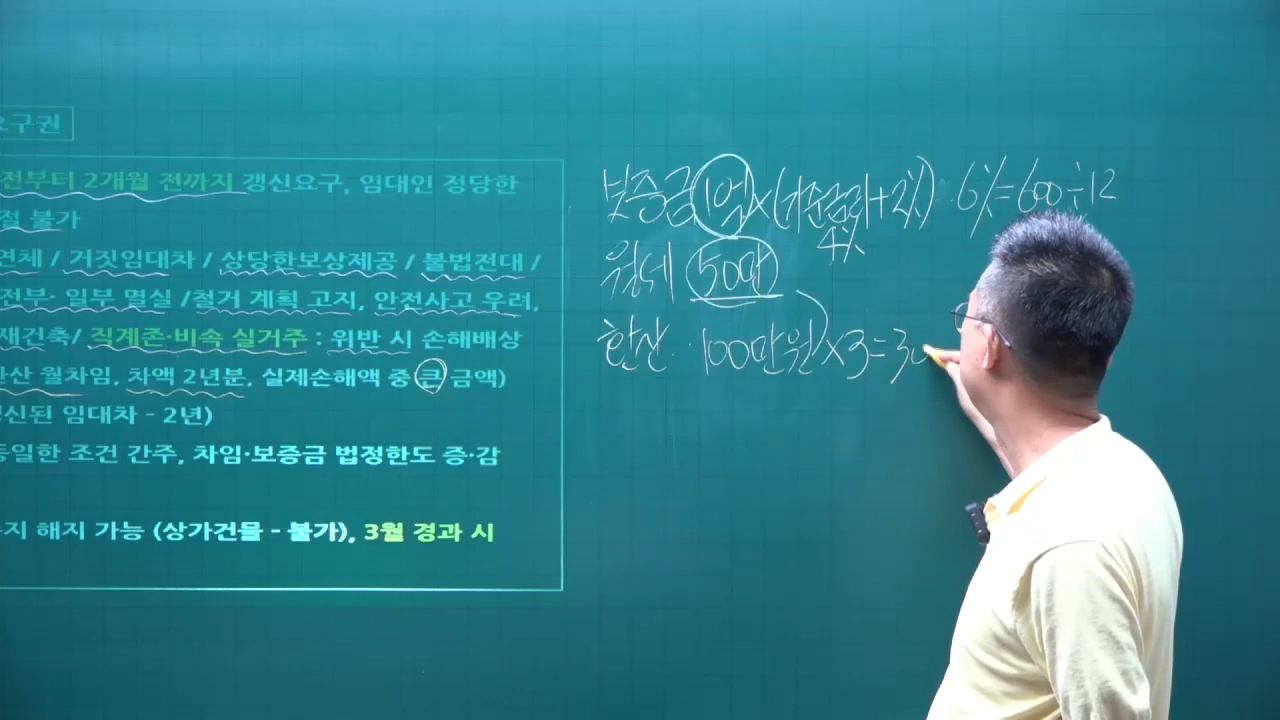 요구권
전부터 2개월 전까지 갱신요구, 임대인 정당한
절 불가
연체 / 거짓임대차 / 상당한보상제공 / 불법전대 /
전부· 일부 멸실 /철거 계획 고지, 안전사고 우려,
재건축/ 직계존·비속 실거주 : 위반 시 손해배상
환산 월차임, 차액 2년분, 실제손해액 중 큰 금액)
갱신된 임대차 - 2년)
동일한 조건 간주, 차임·보증금 법정한도 증·감
지 해지 가능 (상가건물 - 불가), 3월 경과 시
보증금 1억 × (기준금리+2%) 6%=600÷12
4%
월세 50만
환산 100만원 × 3 = 30